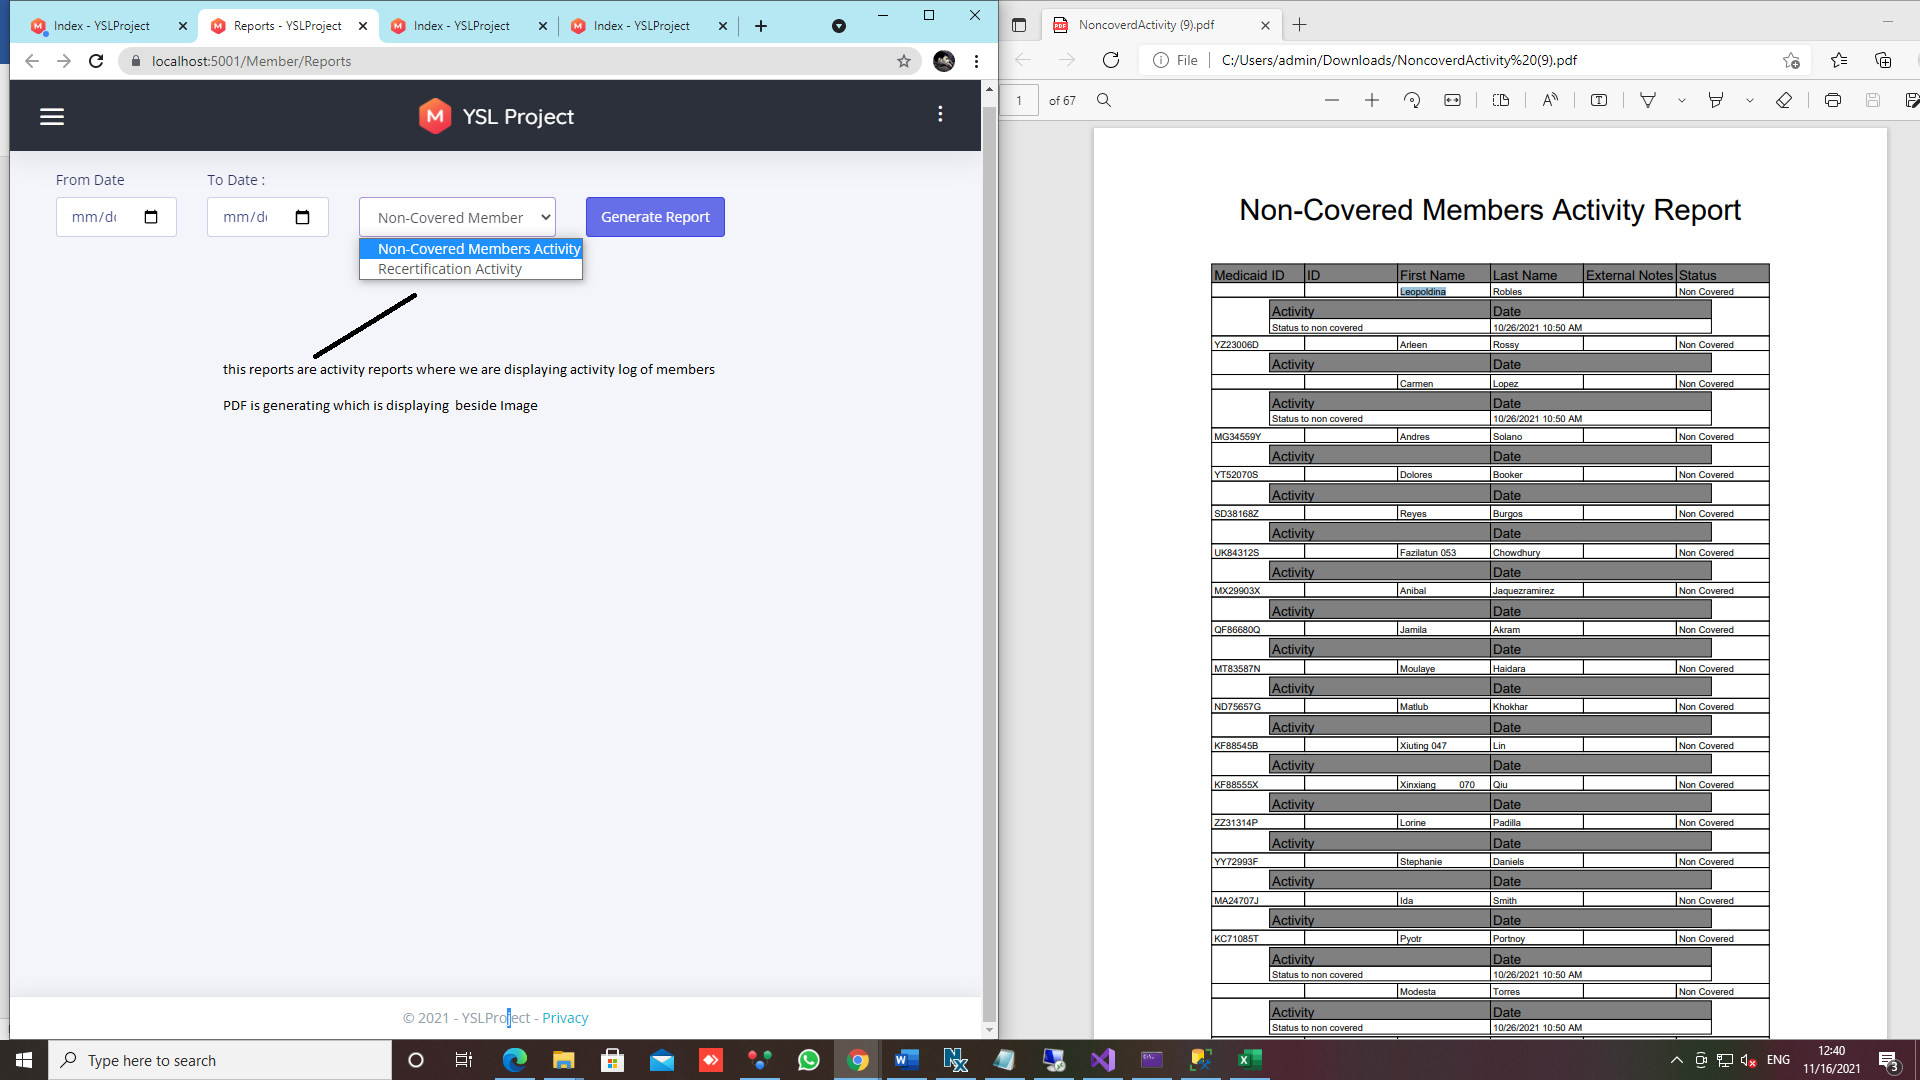 Index - YSLProject
Reports - YSLProject
Index - YSLProject
Index - YSLProject
localhost:5001/Member/Reports
YSL Project
From Date
To Date :
mm/d
mm/d
Non-Covered Member
Generate Report
Non-Covered Members Activity
Recertification Activity
this reports are activity reports where we are displaying activity log of members
PDF is generating which is displaying beside Image
© 2021 - YSLProject - Privacy
NoncoverdActivity (9).pdf
File
C:/Users/admin/Downloads/NoncoverdActivity%20(9).pdf
1 of 67
Non-Covered Members Activity Report
Medicaid ID ID First Name Last Name External Notes Status
Leopoldina Robles Non Covered
Activity Date
Status to non covered 10/26/2021 10:50 AM
YZ23006D Arleen Rossy Non Covered
Activity Date
Carmen Lopez Non Covered
Activity Date
Status to non covered 10/26/2021 10:50 AM
MG34559Y Andres Solano Non Covered
Activity Date
YT52070S Dolores Booker Non Covered
Activity Date
SD38168Z Reyes Burgos Non Covered
Activity Date
UK84312S Fazilatun 053 Chowdhury Non Covered
Activity Date
MX29903X Anibal Jaquezramirez Non Covered
Activity Date
QF86680Q Jamila Akram Non Covered
Activity Date
MT83587N Moulaye Haidara Non Covered
Activity Date
ND75657G Matlub Khokhar Non Covered
Activity Date
KF88545B Xiuting 047 Lin Non Covered
Activity Date
KF88555X Xinxiang 070 Qiu Non Covered
Activity Date
ZZ31314P Lorine Padilla Non Covered
Activity Date
YY72993F Stephanie Daniels Non Covered
Activity Date
MA24707J Ida Smith Non Covered
Activity Date
KC71085T Pyotr Portnoy Non Covered
Activity Date
Status to non covered 10/26/2021 10:50 AM
Modesta Torres Non Covered
Activity Date
Status to non covered 10/26/2021 10:50 AM
Type here to search
ENG
12:40
11/16/2021
3